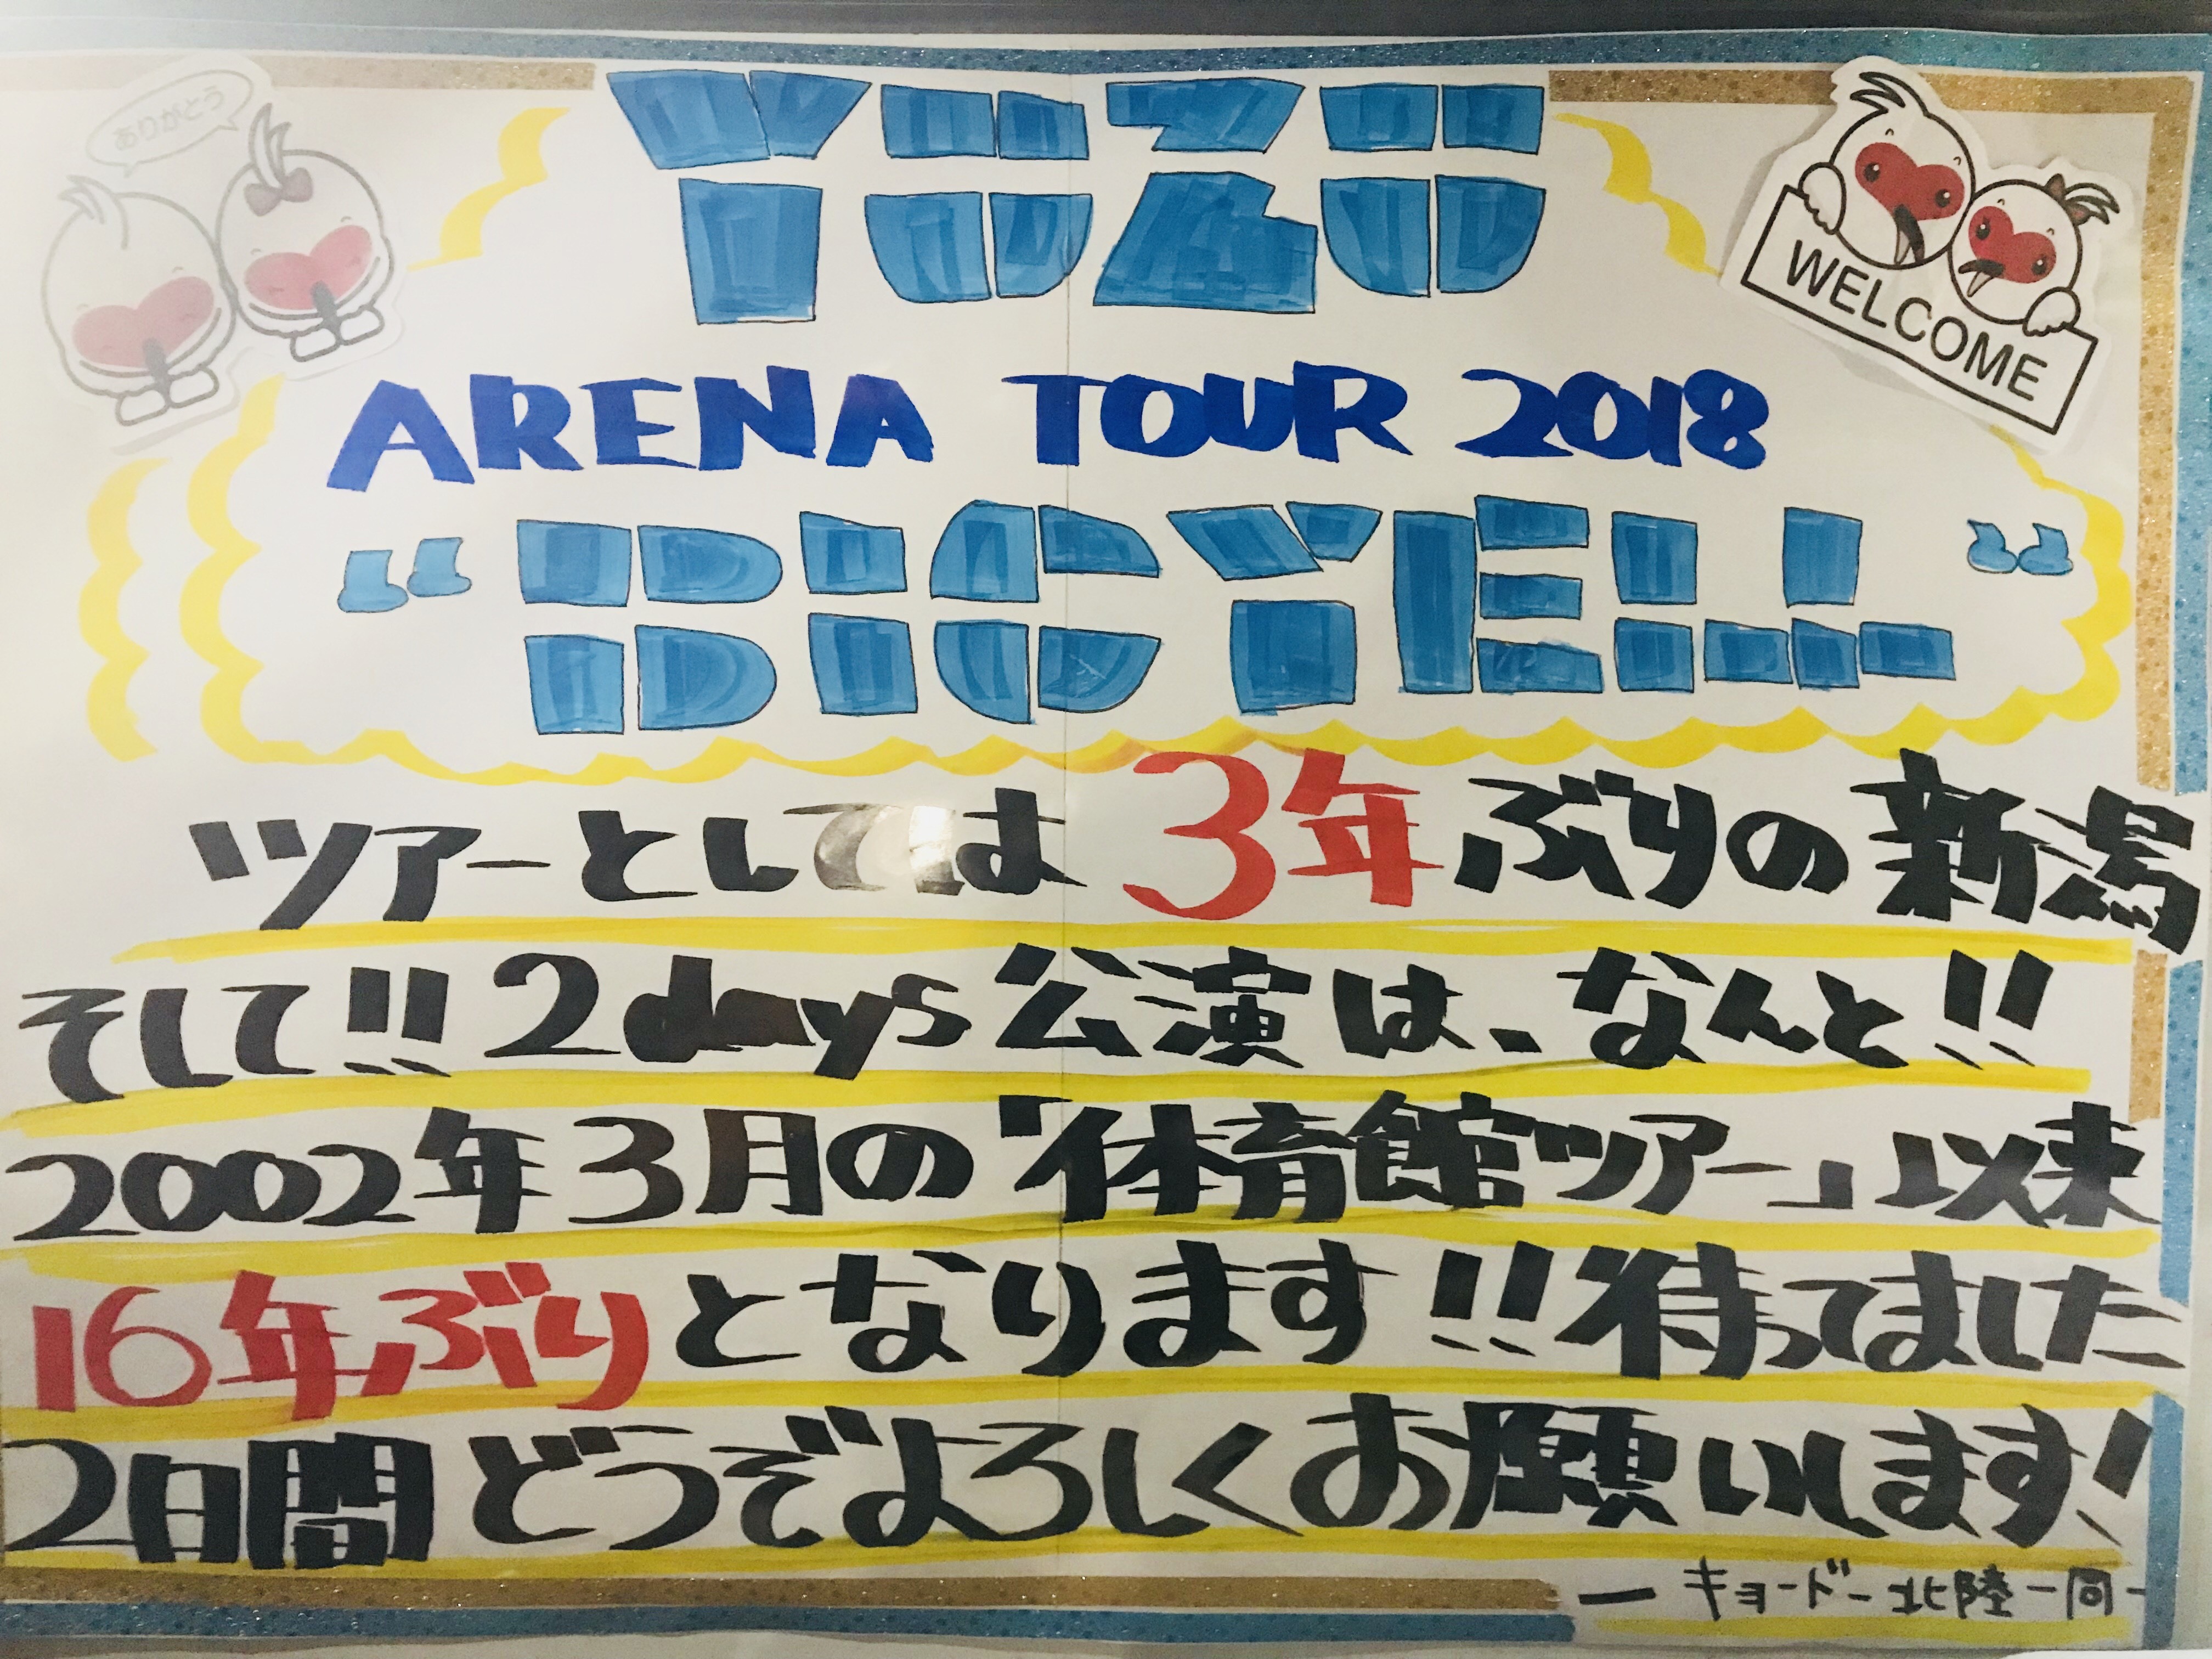 ありがとう
YUZU
WELCOME
ARENA TOUR 2018
"BIG YELL"
ツアーとしては3年ぶりの新潟
そして!! 2days公演は、なんと!!
2002年3月の「体育館ツアー」以来
16年ぶりとなります!! 待ってました
2日間どうぞよろしくお願いします!
ーキョードー北陸一同ー